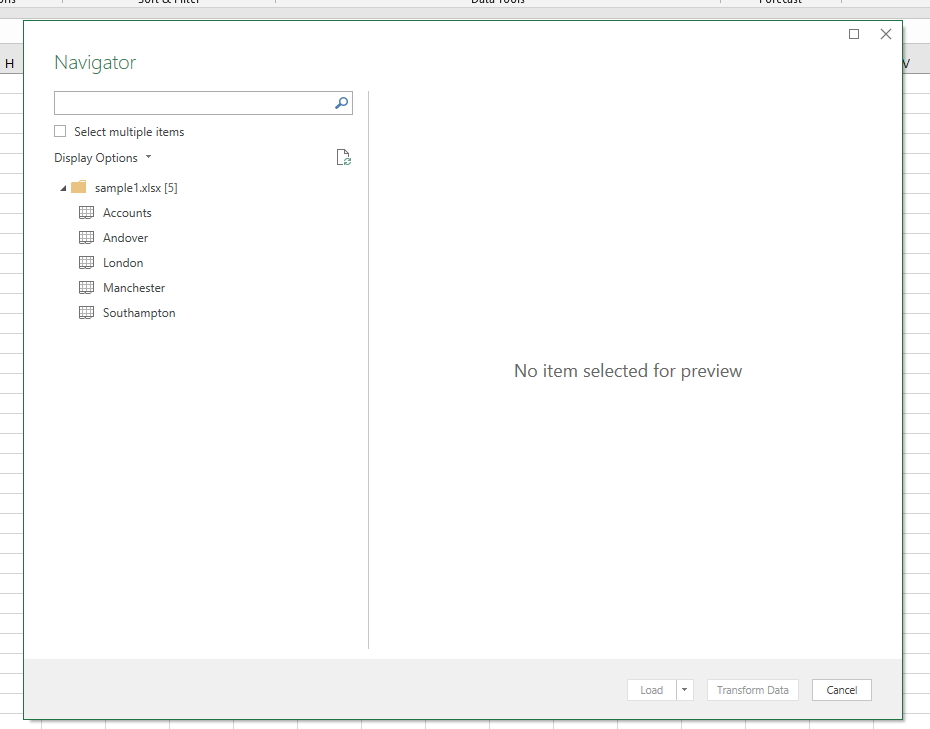 Navigator
Select multiple items
Display Options
sample1.xlsx [5]
Accounts
Andover
London
Manchester
Southampton
No item selected for preview
Load
Transform Data
Cancel
H
V
Data Tools
Forecast
Sort & Filter